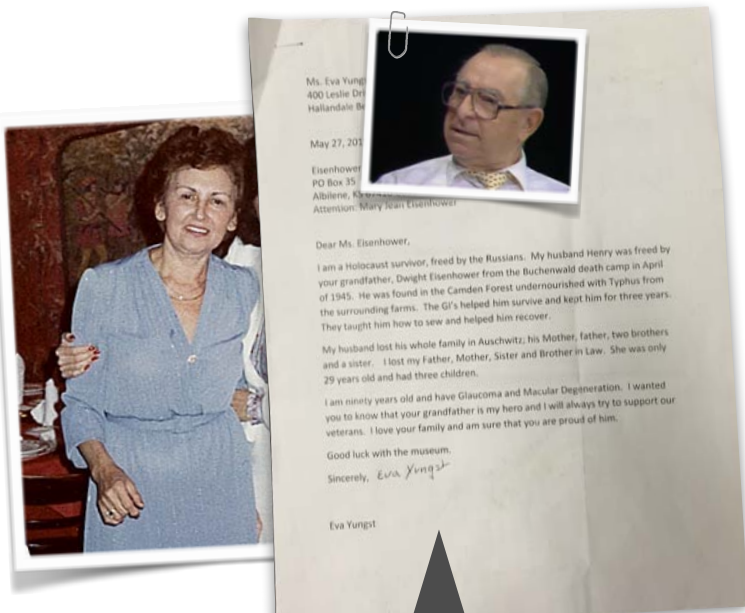 Ms. Eva Yung
400 Leslie Dri
Hallandale Be
May 27, 201
Eisenhower
PO Box 35
Albilene, KS
Attention: Mary Jean Eisenhower
Dear Ms. Eisenhower,
I am a Holocaust survivor, freed by the Russians. My husband Henry was freed by
your grandfather, Dwight Eisenhower from the Buchenwald death camp in April
of 1945. He was found in the Camden Forest undernourished with Typhus from
the surrounding farms. The GI's helped him survive and kept him for three years.
They taught him how to sew and helped him recover.
My husband lost his whole family in Auschwitz; his Mother, father, two brothers
and a sister. I lost my Father, Mother, Sister and Brother in Law. She was only
29 years old and had three children.
I am ninety years old and have Glaucoma and Macular Degeneration. I wanted
you to know that your grandfather is my hero and I will always try to support our
veterans. I love your family and am sure that you are proud of him.
Good luck with the museum.
Sincerely, Eva Yungst
Eva Yungst